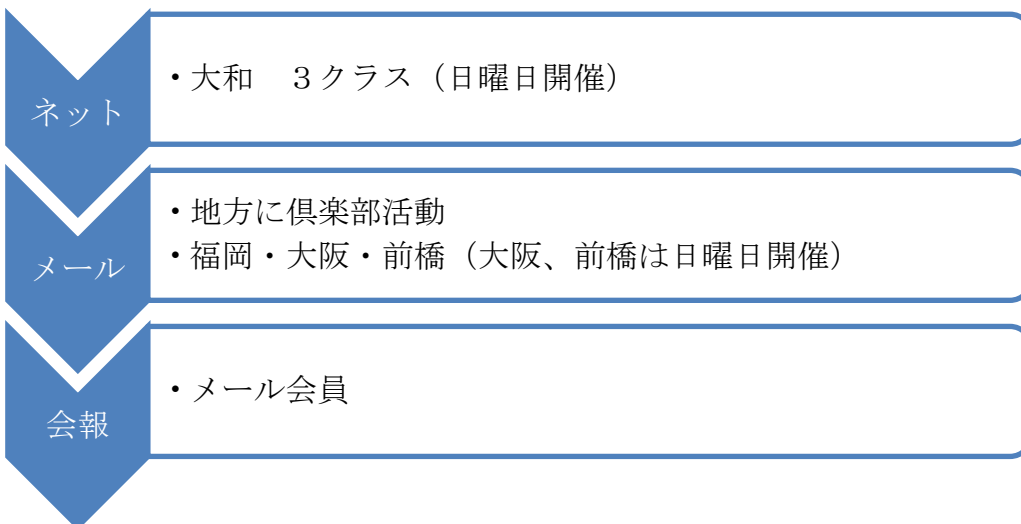 ネット
・大和　３クラス（日曜日開催）
メール
・地方に倶楽部活動
・福岡・大阪・前橋（大阪、前橋は日曜日開催）
会報
・メール会員